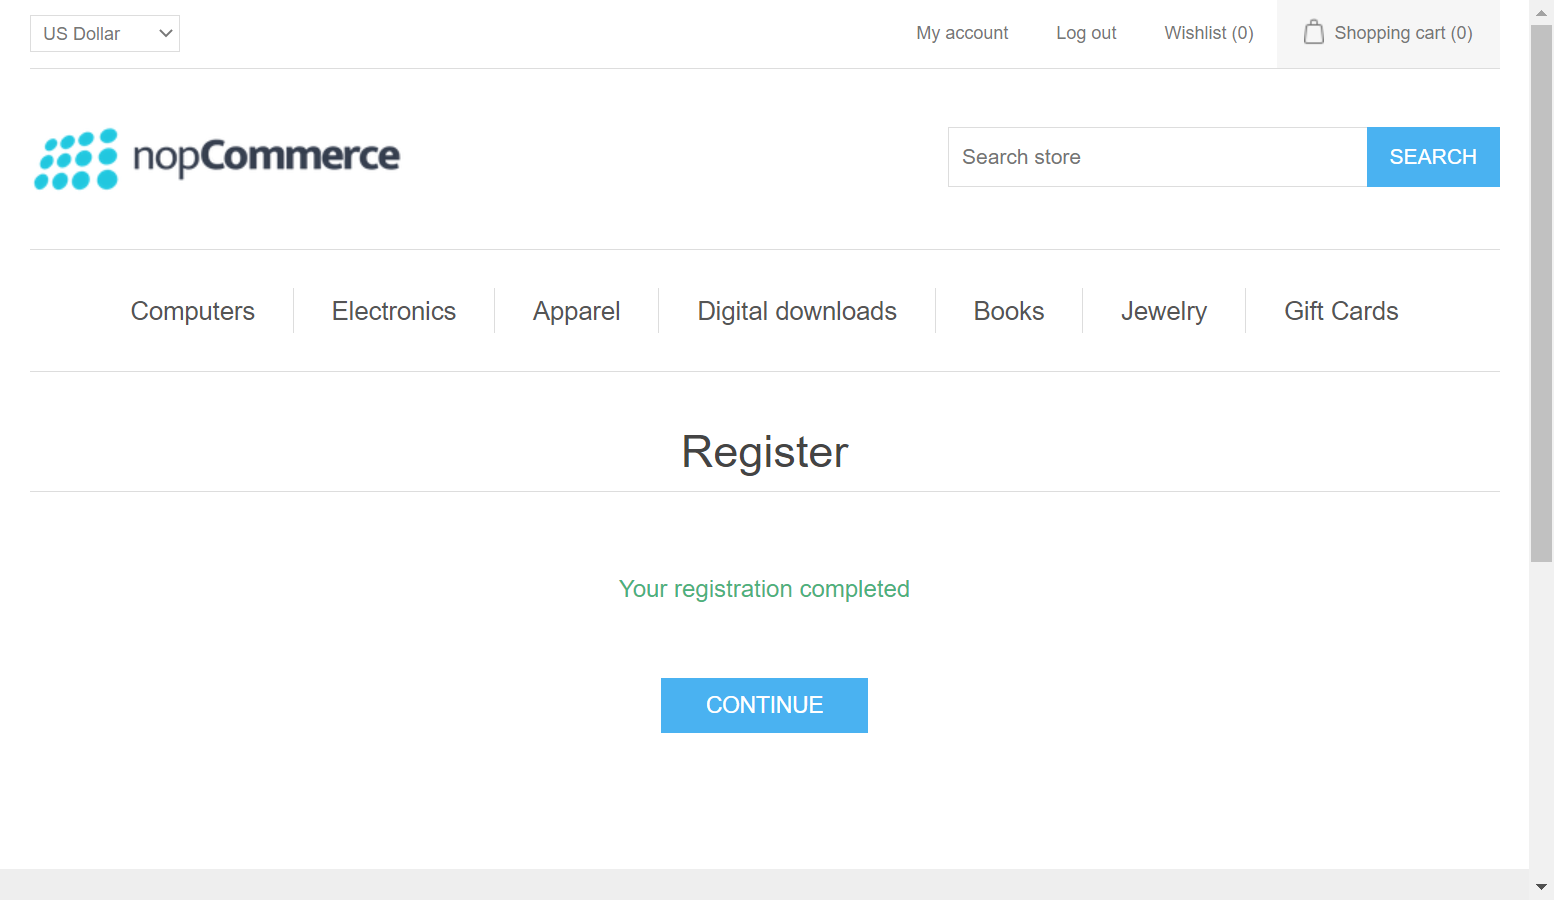 US Dollar
My account
Log out
Wishlist (0)
Shopping cart (0)
nopCommerce
Search store
SEARCH
Computers
Electronics
Apparel
Digital downloads
Books
Jewelry
Gift Cards
Register
Your registration completed
CONTINUE